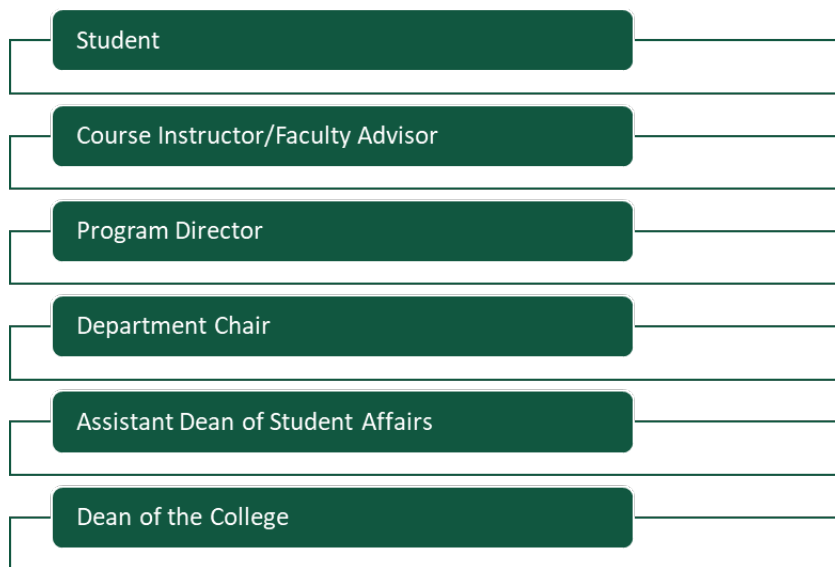 Student
Course Instructor/Faculty Advisor
Program Director
Department Chair
Assistant Dean of Student Affairs
Dean of the College